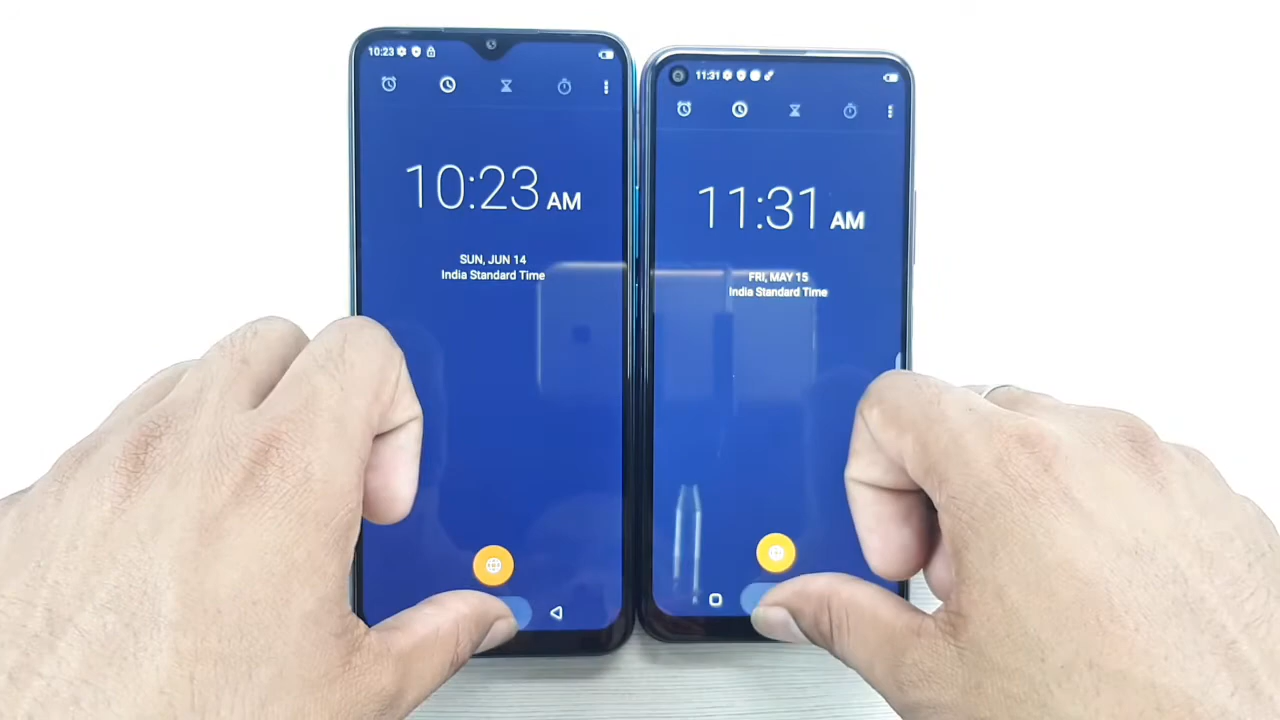 10:23
10:23 AM
SUN, JUN 14
India Standard Time
11:31
11:31 AM
FRI, MAY 15
India Standard Time